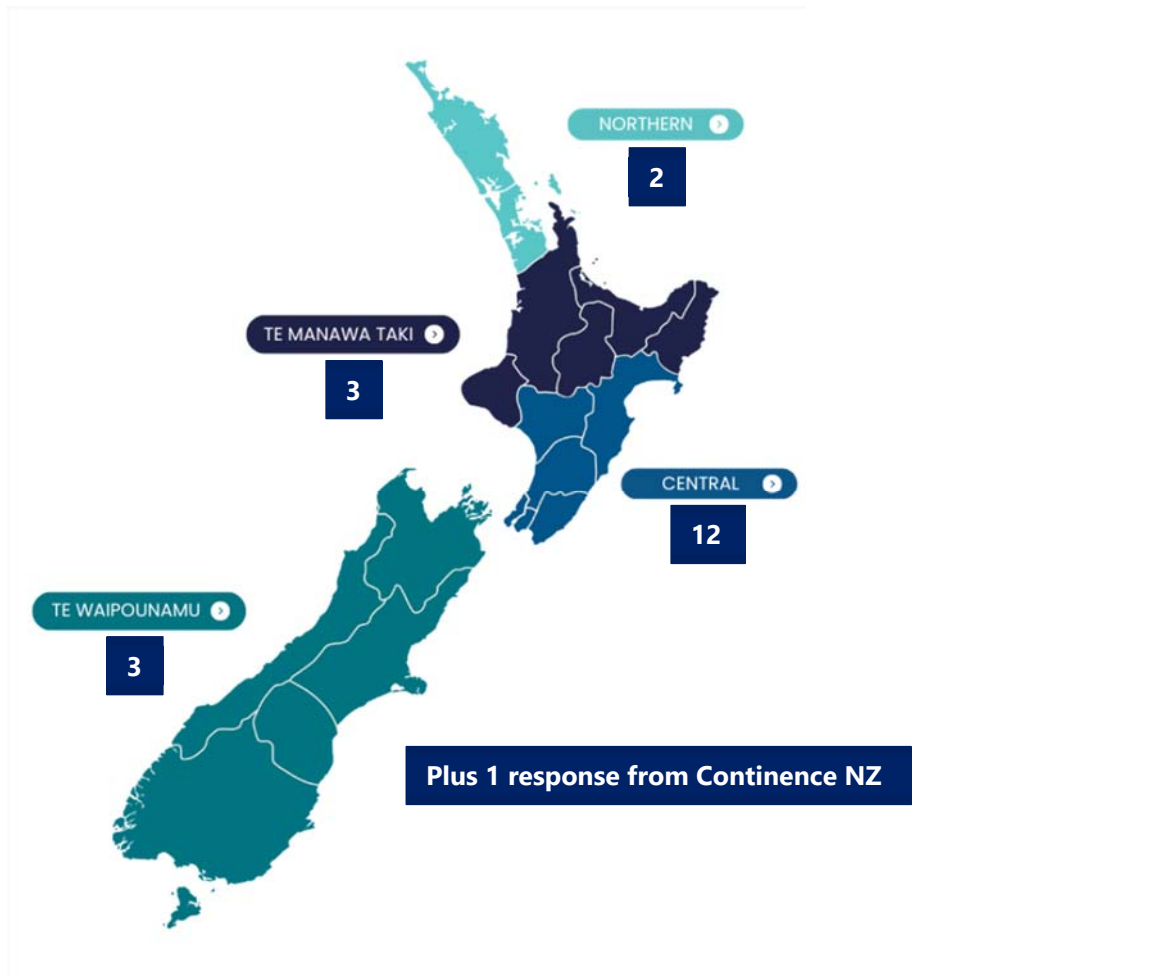 NORTHERN
2
TE MANAWA TAKI
3
CENTRAL
12
TE WAIPOUNAMU
3
Plus 1 response from Continence NZ